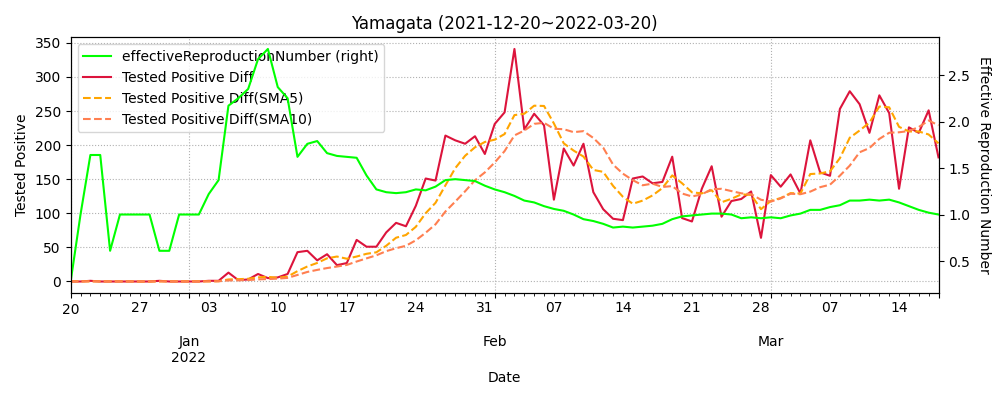 Yamagata (2021-12-20~2022-03-20)
effectiveReproductionNumber (right)
Tested Positive Diff
Tested Positive Diff(SMA5)
Tested Positive Diff(SMA10)
Tested Positive
350
300
250
200
150
100
50
0
Effective Reproduction Number
2.5
2.0
1.5
1.0
0.5
20 27 03 10 17 24 31 07 14 21 28 07 14
Jan Feb Mar
2022
Date